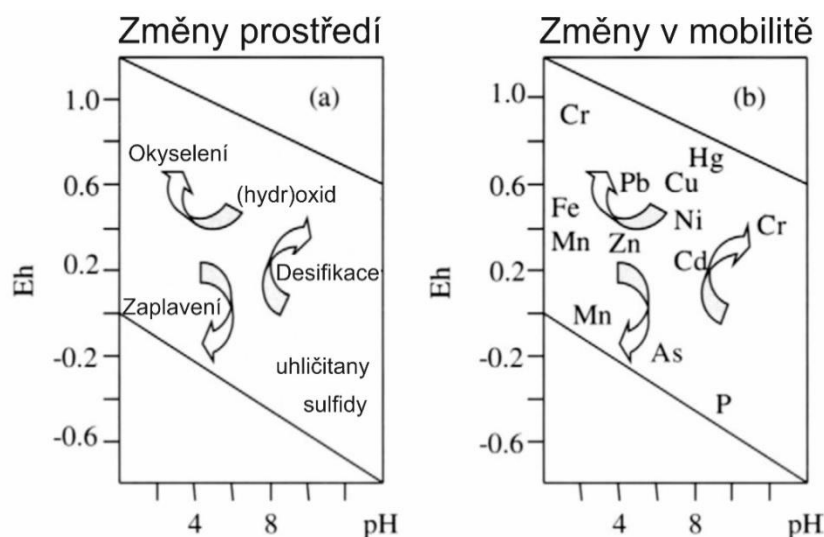 Změny prostředí
Změny v mobilitě
(a)
1.0
Okyselení
0.6
(hydr)oxid
Eh
0.2
Desifikace
Zaplavení
-0.2
uhličitany
sulfidy
-0.6
4
8
pH
(b)
1.0
Cr
Hg
0.6
Pb
Cu
Fe
Ni
Cr
Mn
Zn
Eh
0.2
Cd
Mn
-0.2
As
P
-0.6
4
8
pH